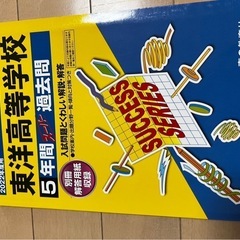 2022年度用
東洋高等学校
5年間スーパー過去問
入試問題とくわしい解説・解答
別冊
解答用紙
収録
SUCCESS
SERIES